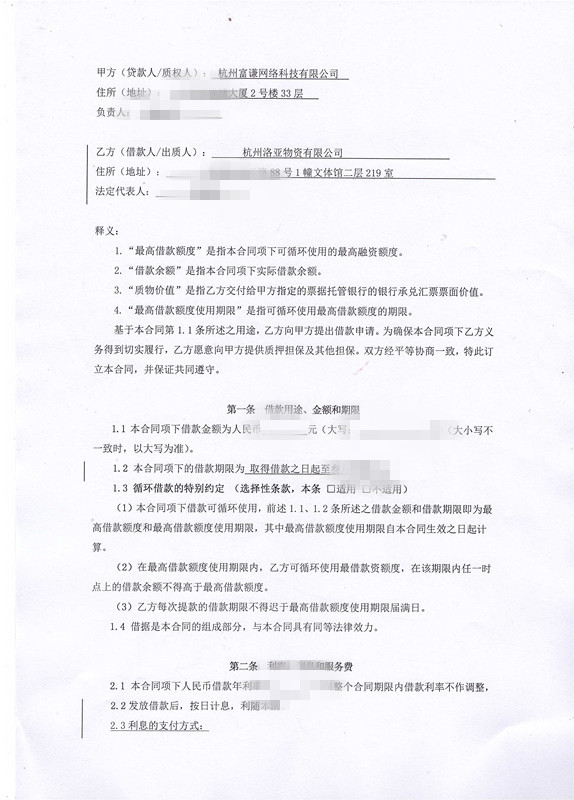 甲方（贷款人/质权人）： 杭州富谦网络科技有限公司
住所（地址）： 大厦 2 号楼 33 层
负责人：
乙方（借款人/出质人）： 杭州洛亚物资有限公司
住所（地址）： 88 号 1 幢文体馆二层 219 室
法定代表人：
释义：
1. “最高借款额度”是指本合同项下可循环使用的最高融资额度。
2. “借款余额”是指本合同项下实际借款余额。
3. “质物价值”是指乙方交付给甲方指定的票据托管银行的银行承兑汇票票面价值。
4. “最高借款额度使用期限”是指可循环使用最高借款额度的期限。
基于本合同第 1.1 条所述之用途，乙方向甲方提出借款申请。为确保本合同项下乙方义
务得到切实履行，乙方愿意向甲方提供质押担保及其他担保。双方经平等协商一致，特此订
立本合同，并保证共同遵守。
第一条 借款用途、金额和期限
1.1 本合同项下借款金额为人民币 元（大写： （大小写不
一致时，以大写为准）。
1.2 本合同项下的借款期限为 取得借款之日起至
1.3 循环借款的特别约定 （选择性条款，本条 □适用 □不适用）
（1）本合同项下借款可循环使用，前述 1.1、1.2 条所述之借款金额和借款期限即为最
高借款额度和最高借款额度使用期限，其中最高借款额度使用期限自本合同生效之日起计
算。
（2）在最高借款额度使用期限内，乙方可循环使用最借款资额度，在该期限内任一时
点上的借款余额不得高于最高借款额度。
（3）乙方每次提款的借款期限不得迟于最高借款额度使用期限届满日。
1.4 借据是本合同的组成部分，与本合同具有同等法律效力。
第二条 利 和服务费
2.1 本合同项下人民币借款年利 整个合同期限内借款利率不作调整，
2.2 发放借款后，按日计息，利随本
2.3 利息的支付方式：